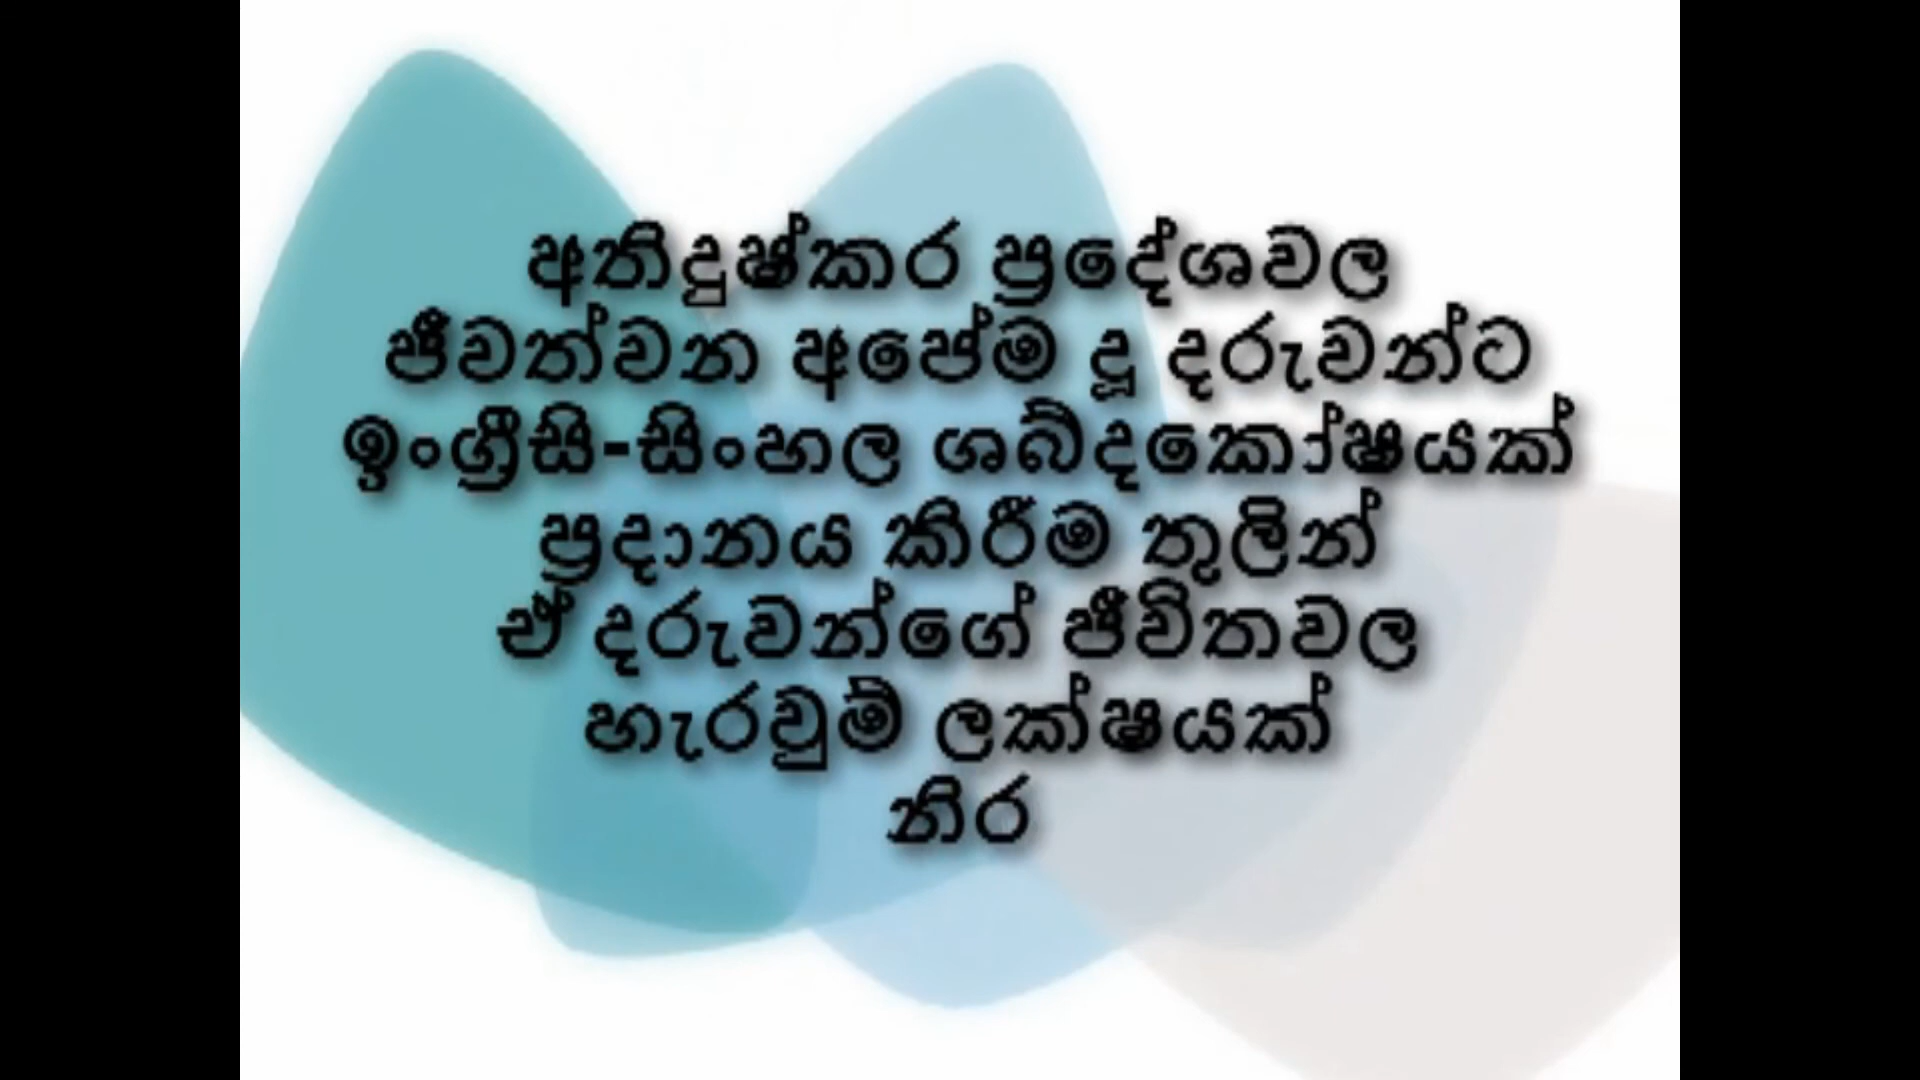 අතිදුෂ්කර ප්‍රදේශවල
ජීවත්වන අපේම දූ දරුවන්ට
ඉංග්‍රීසි-සිංහල ශබ්දකෝෂයක්
ප්‍රදානය කිරීම තුලින්
ඒ දරුවන්ගේ ජීවිතවල
හැරවුම් ලක්ෂයක්
නිර